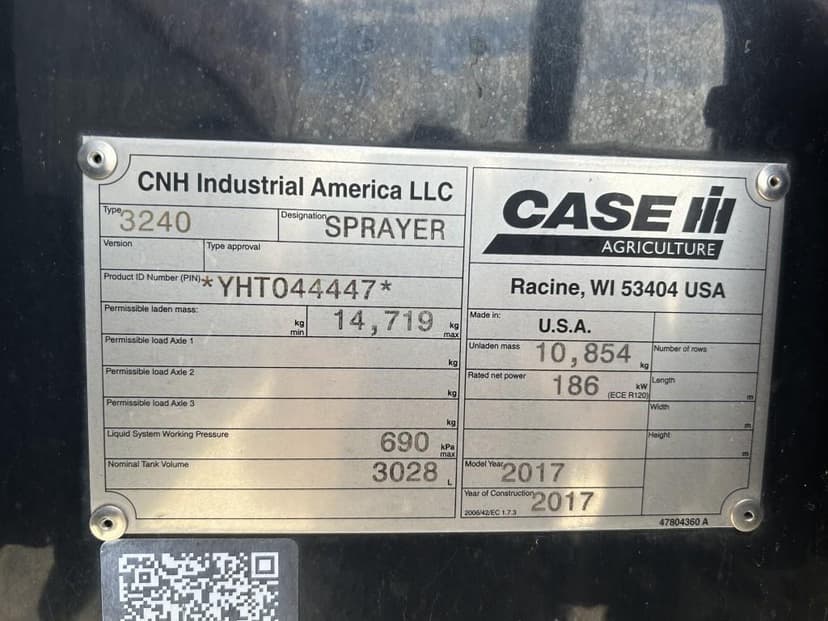 CNH Industrial America LLC
Type 3240 Designation SPRAYER
Version Type approval
Product ID Number (PIN) *YHT044447*
Permissible laden mass: kg min 14,719 kg max
Permissible load Axle 1 kg
Permissible load Axle 2 kg
Permissible load Axle 3 kg
Liquid System Working Pressure 690 kPa max
Nominal Tank Volume 3028 L
CASE IH
AGRICULTURE
Racine, WI 53404 USA
Made in: U.S.A.
Unladen mass 10,854 kg Number of rows
Rated net power 186 kW (ECE R120) Length m
Width m
Height m
Model Year 2017
Year of Construction 2017
2006/42/EC 1.7.3
47804360 A